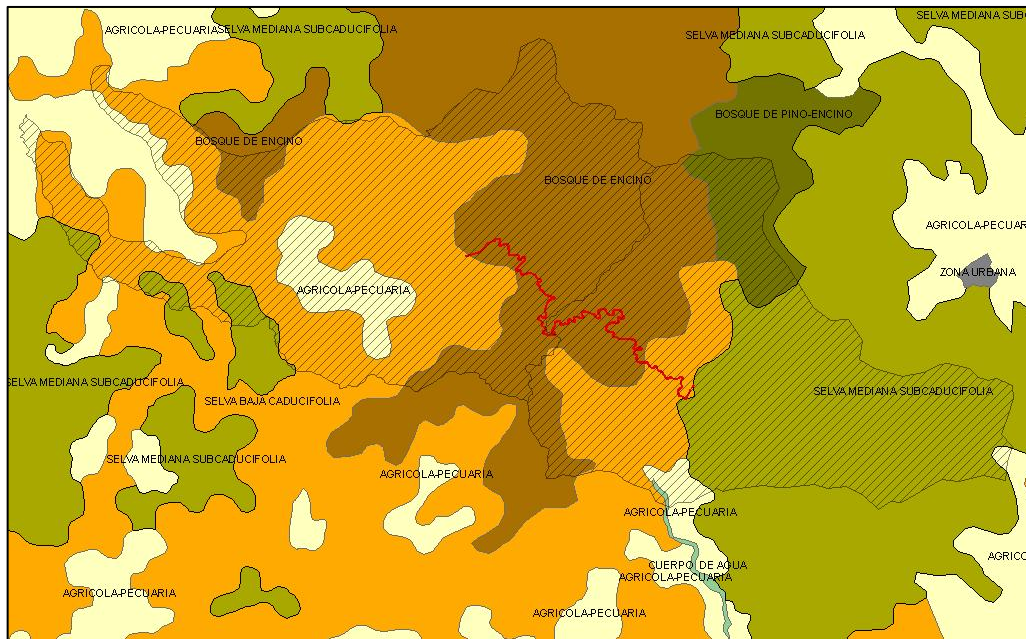 SELVA MEDIANA SUB
AGRICOLA-PECUARIA
SELVA MEDIANA SUBCADUCIFOLIA
SELVA MEDIANA SUBCADUCIFOLIA
BOSQUE DE PINO-ENCINO
BOSQUE DE ENCINO
BOSQUE DE ENCINO
AGRICOLA-PECUAR
ZONA URBANA
AGRICOLA-PECUARIA
SELVA MEDIANA SUBCADUCIFOLIA
SELVA MEDIANA SUBCADUCIFOLIA
SELVA BAJA CADUCIFOLIA
SELVA MEDIANA SUBCADUCIFOLIA
AGRICOLA-PECUARIA
AGRICOLA-PECUARIA
AGRICO
CUERPO DE AGUA
AGRICOLA-PECUARIA
AGRICOLA-PECUARIA
AGRICOLA-PECUARIA